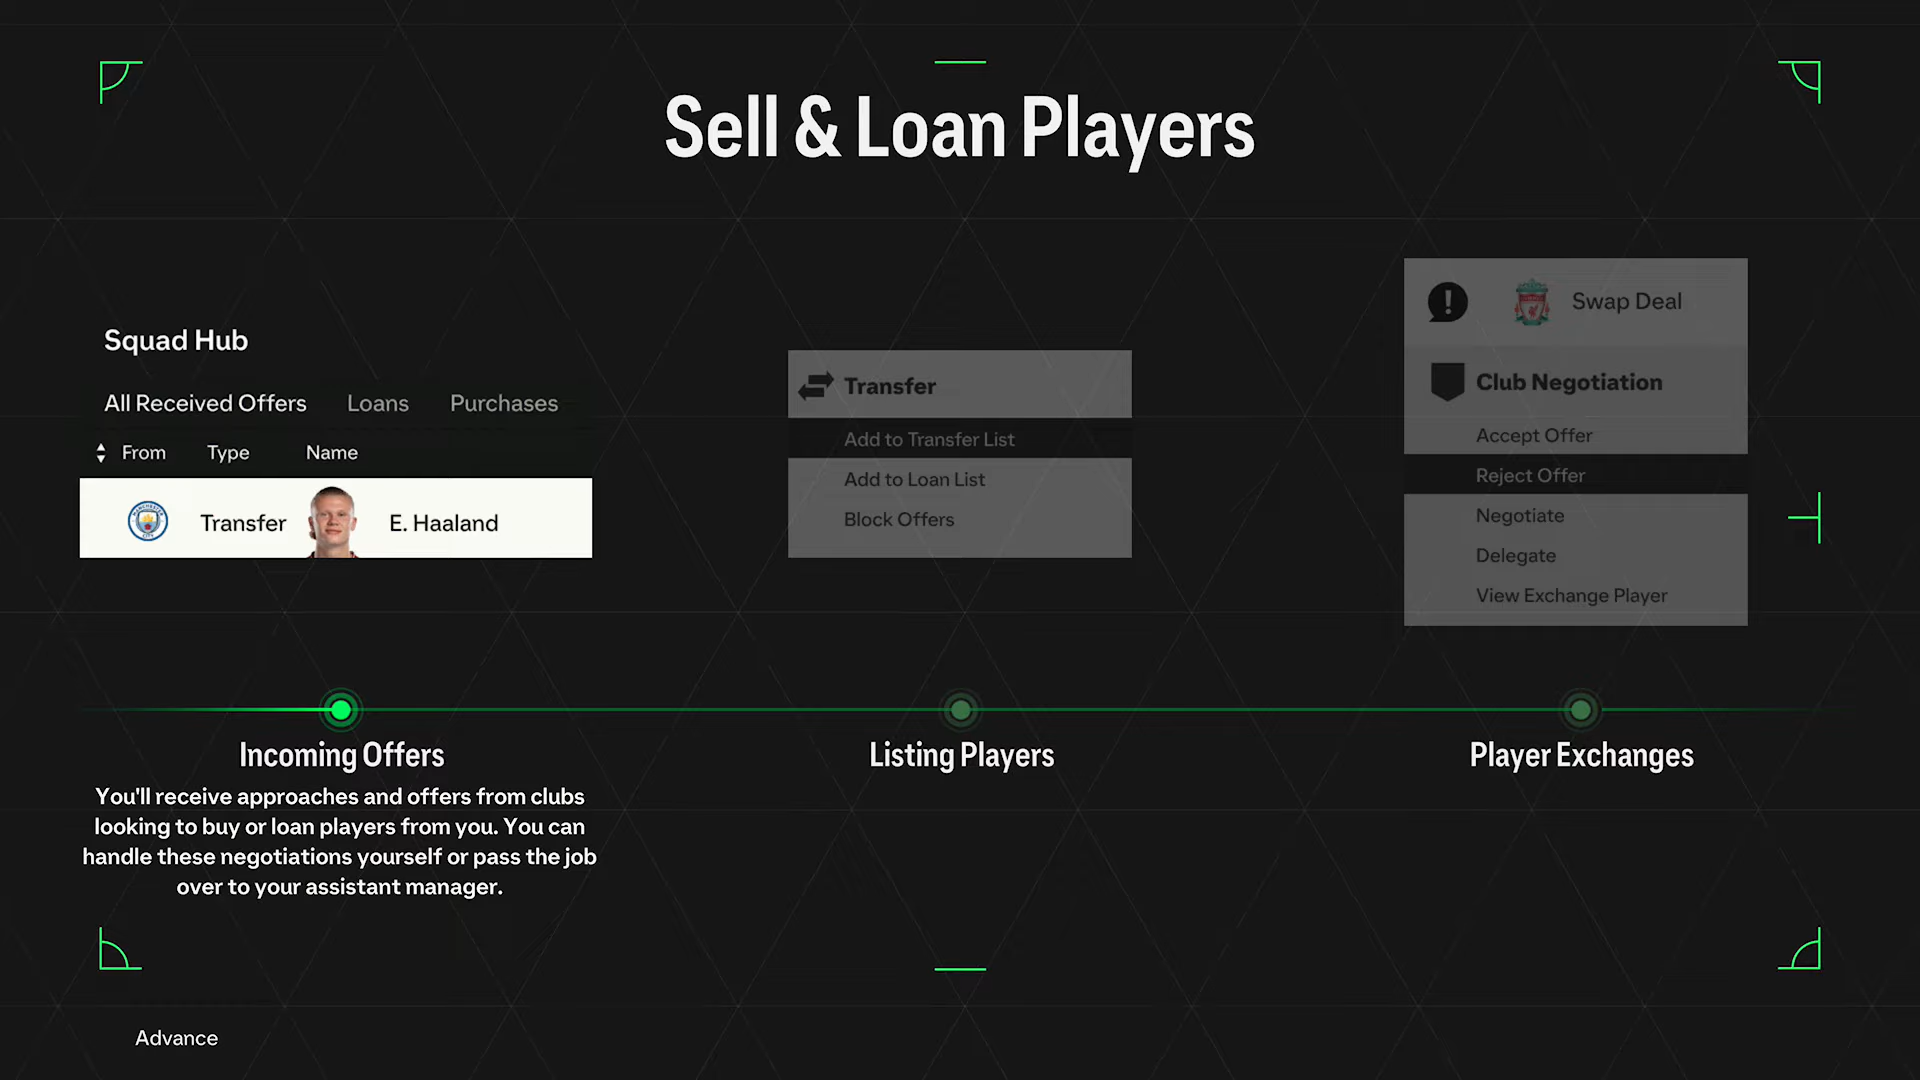 Sell & Loan Players
Squad Hub
All Received Offers Loans Purchases
From Type Name
MANCHESTER CITY
Transfer E. Haaland
Transfer
Add to Transfer List
Add to Loan List
Block Offers
Swap Deal
Club Negotiation
Accept Offer
Reject Offer
Negotiate
Delegate
View Exchange Player
Incoming Offers
You'll receive approaches and offers from clubs
looking to buy or loan players from you. You can
handle these negotiations yourself or pass the job
over to your assistant manager.
Listing Players
Player Exchanges
Advance